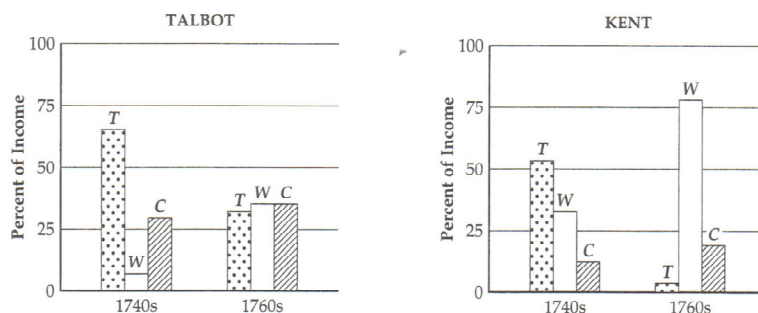 TALBOT
Percent of Income
100
75
50
25
0
T
W
C
T
W
C
1740s
1760s
KENT
Percent of Income
100
75
50
25
0
T
W
C
T
W
C
1740s
1760s